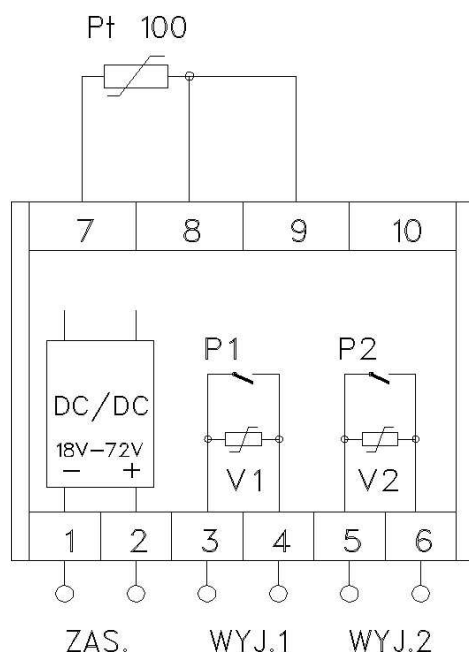 Pt 100
7 8 9 10
P1 P2
DC/DC
18V-72V
- +
V1 V2
1 2 3 4 5 6
ZAS. WYJ.1 WYJ.2